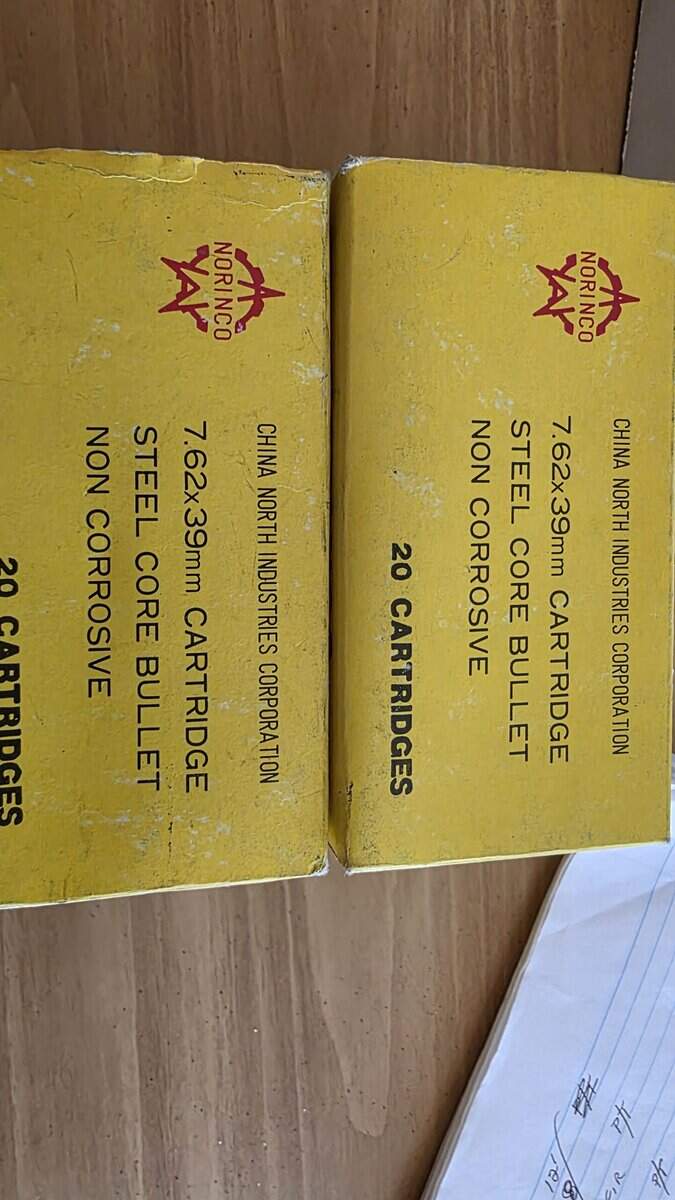 NORINCO
CHINA NORTH INDUSTRIES CORPORATION
7.62x39mm CARTRIDGE
STEEL CORE BULLET
NON CORROSIVE
20 CARTRIDGES
NORINCO
CHINA NORTH INDUSTRIES CORPORATION
7.62x39mm CARTRIDGE
STEEL CORE BULLET
NON CORROSIVE
20 CARTRIDGES